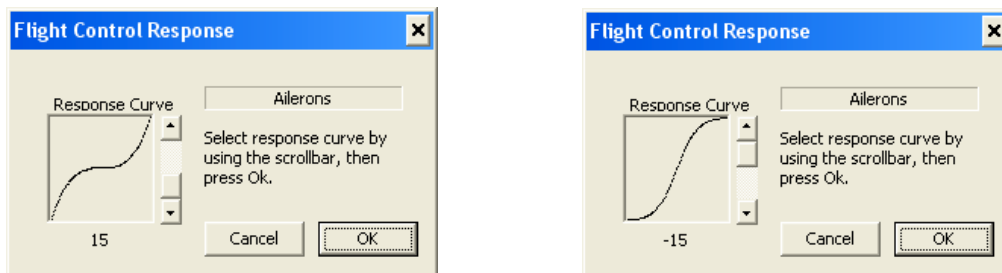 Flight Control Response
Response Curve
Ailerons
Select response curve by
using the scrollbar, then
press Ok.
15
Cancel
OK
Flight Control Response
Response Curve
Ailerons
Select response curve by
using the scrollbar, then
press Ok.
-15
Cancel
OK